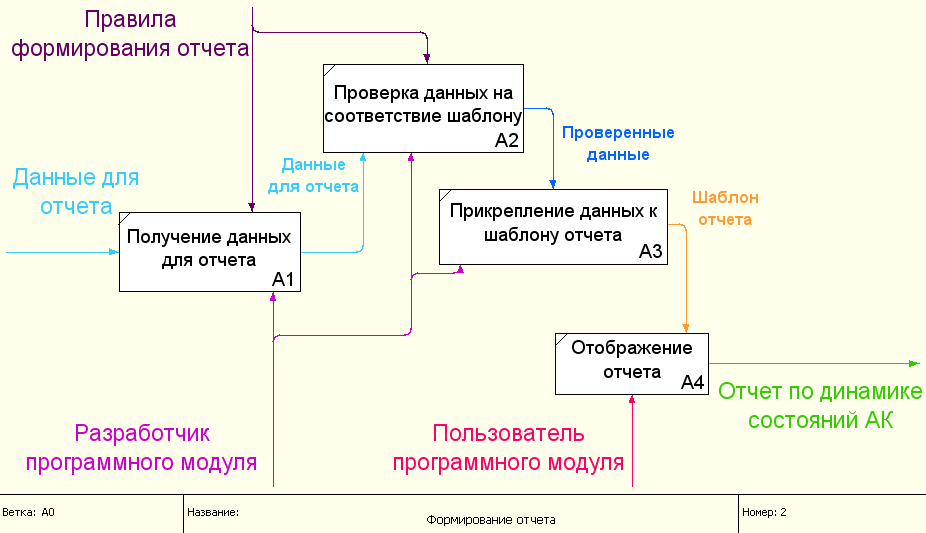 Правила
формирования отчета
Проверка данных на
соответствие шаблону
A2
Проверенные
данные
Данные
для отчета
Данные для
отчета
Получение данных
для отчета
A1
Прикрепление данных к
шаблону отчета
A3
Шаблон
отчета
Отображение
отчета
A4
Отчет по динамике
состояний АК
Разработчик
программного модуля
Пользователь
программного модуля
Ветка: A0
Название:
Формирование отчета
Номер: 2